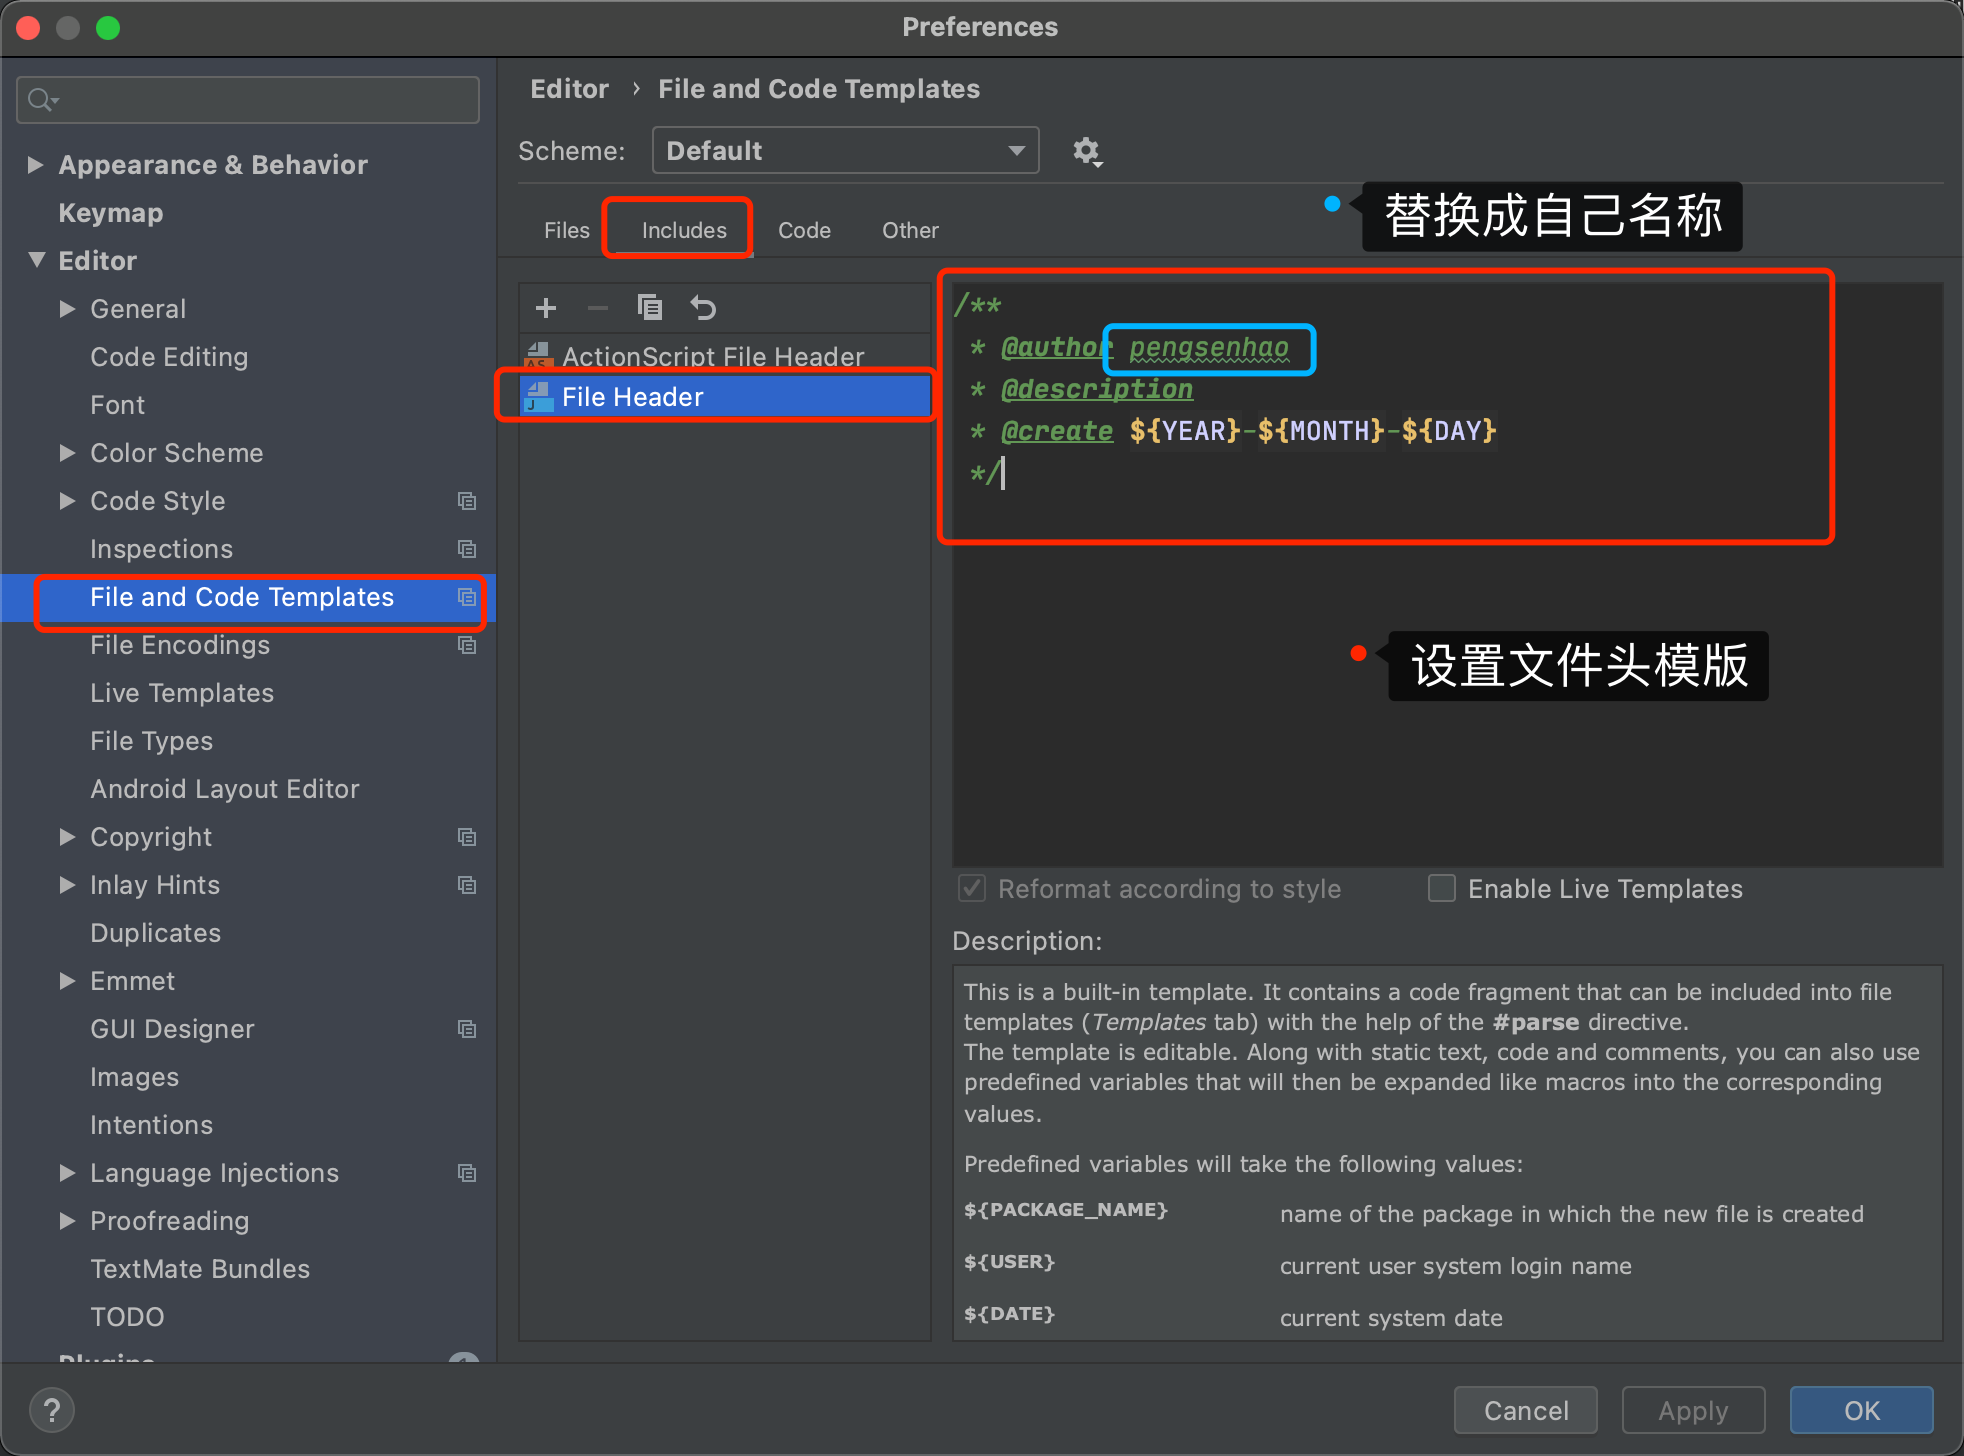 Preferences
Editor › File and Code Templates
Scheme: Default
Appearance & Behavior
Keymap
Editor
General
Code Editing
Font
Color Scheme
Code Style
Inspections
File and Code Templates
File Encodings
Live Templates
File Types
Android Layout Editor
Copyright
Inlay Hints
Duplicates
Emmet
GUI Designer
Images
Intentions
Language Injections
Proofreading
TextMate Bundles
TODO
Plugins
Files Includes Code Other
替换成自己名称
ActionScript File Header
File Header
/**
* @author pengsenhao
* @description
* @create ${YEAR}-${MONTH}-${DAY}
*/
设置文件头模版
Reformat according to style Enable Live Templates
Description:
This is a built-in template. It contains a code fragment that can be included into file
templates (Templates tab) with the help of the #parse directive.
The template is editable. Along with static text, code and comments, you can also use
predefined variables that will then be expanded like macros into the corresponding
values.
Predefined variables will take the following values:
${PACKAGE_NAME} name of the package in which the new file is created
${USER} current user system login name
${DATE} current system date
? Cancel Apply OK